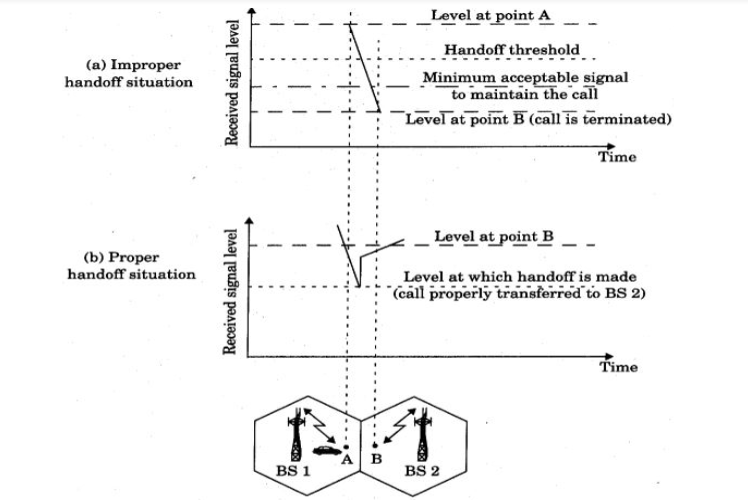 Level at point A
Handoff threshold
(a) Improper
handoff situation
Received signal level
Minimum acceptable signal
to maintain the call
Level at point B (call is terminated)
Time
Level at point B
(b) Proper
handoff situation
Received signal level
Level at which handoff is made
(call properly transferred to BS 2)
Time
A
B
BS 1
BS 2